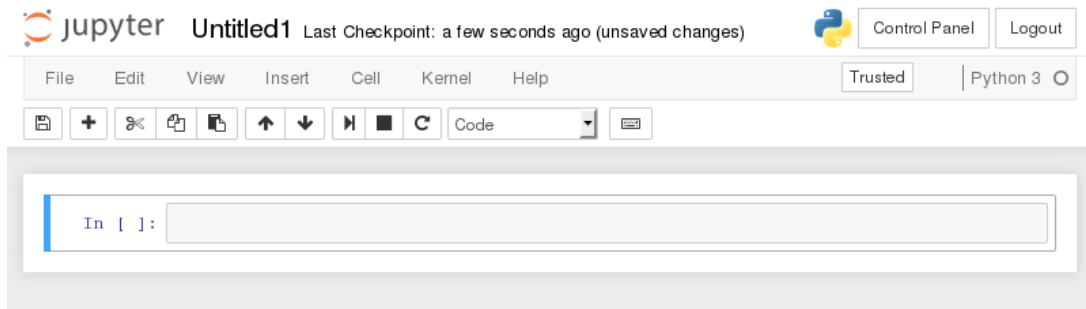 jupyter Untitled1 Last Checkpoint: a few seconds ago (unsaved changes) Control Panel Logout
File Edit View Insert Cell Kernel Help Trusted Python 3
Code
In [ ]: